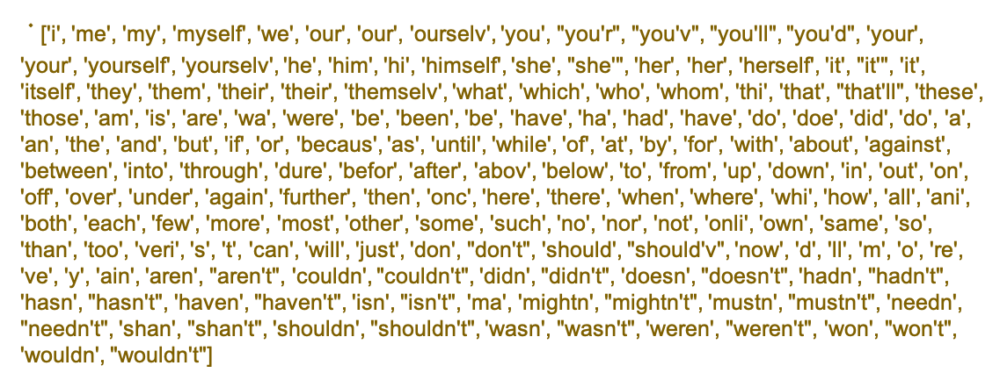 ['i', 'me', 'my', 'myself', 'we', 'our', 'our', 'ourselv', 'you', "you'r", "you'v", "you'll", "you'd", 'your',
'your', 'yourself', 'yourselv', 'he', 'him', 'hi', 'himself', 'she', "she'", 'her', 'her', 'herself', 'it', "it'", 'it',
'itself', 'they', 'them', 'their', 'their', 'themselv', 'what', 'which', 'who', 'whom', 'thi', 'that', "that'll", 'these',
'those', 'am', 'is', 'are', 'wa', 'were', 'be', 'been', 'be', 'have', 'ha', 'had', 'have', 'do', 'doe', 'did', 'do', 'a',
'an', 'the', 'and', 'but', 'if', 'or', 'becaus', 'as', 'until', 'while', 'of', 'at', 'by', 'for', 'with', 'about', 'against',
'between', 'into', 'through', 'dure', 'befor', 'after', 'abov', 'below', 'to', 'from', 'up', 'down', 'in', 'out', 'on',
'off', 'over', 'under', 'again', 'further', 'then', 'onc', 'here', 'there', 'when', 'where', 'whi', 'how', 'all', 'ani',
'both', 'each', 'few', 'more', 'most', 'other', 'some', 'such', 'no', 'nor', 'not', 'onli', 'own', 'same', 'so',
'than', 'too', 'veri', 's', 't', 'can', 'will', 'just', 'don', "don't", 'should', "should'v", 'now', 'd', 'll', 'm', 'o', 're',
've', 'y', 'ain', 'aren', "aren't", 'couldn', "couldn't", 'didn', "didn't", 'doesn', "doesn't", 'hadn', "hadn't",
'hasn', "hasn't", 'haven', "haven't", 'isn', "isn't", 'ma', 'mightn', "mightn't", 'mustn', "mustn't", 'needn',
"needn't", 'shan', "shan't", 'shouldn', "shouldn't", 'wasn', "wasn't", 'weren', "weren't", 'won', "won't",
'wouldn', "wouldn't"]